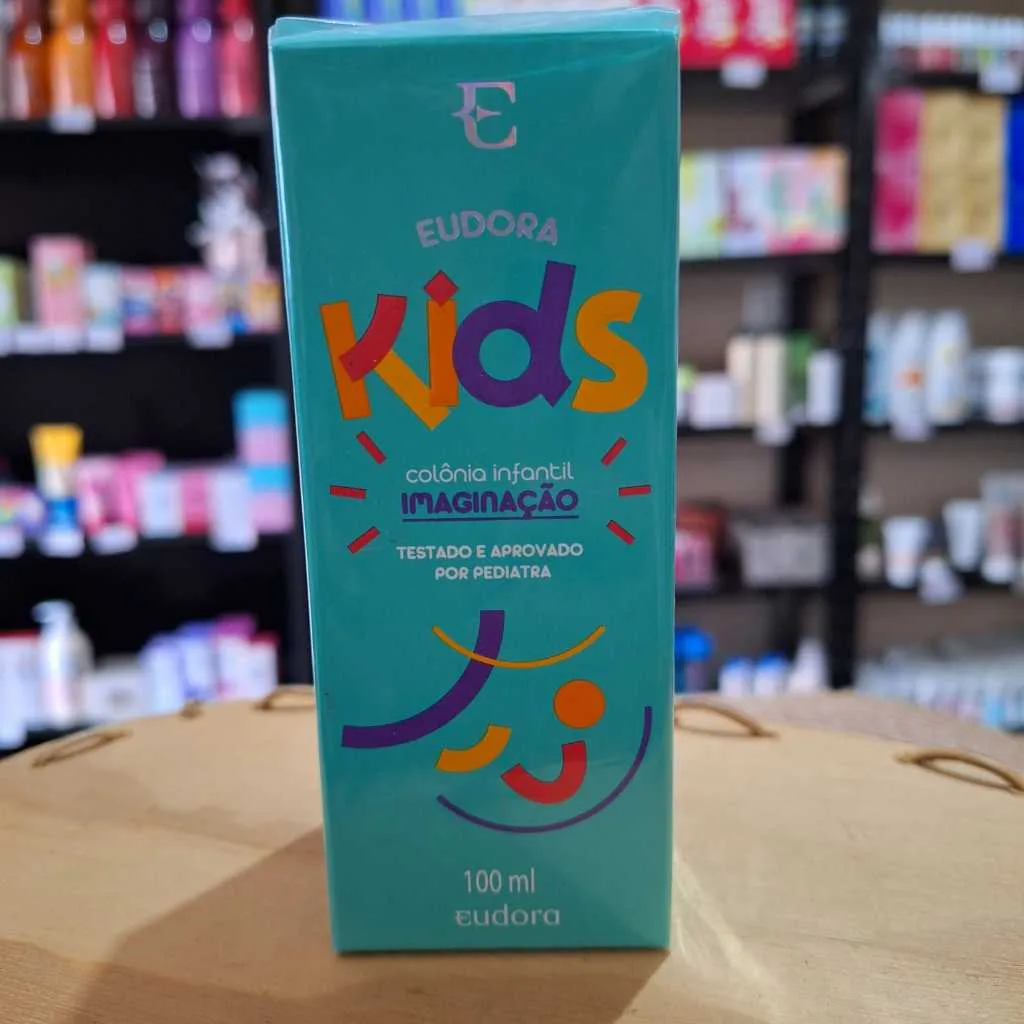 E
EUDORA
Kids
colônia infantil
IMAGINAÇÃO
TESTADO E APROVADO
POR PEDIATRA
100 ml
eudora